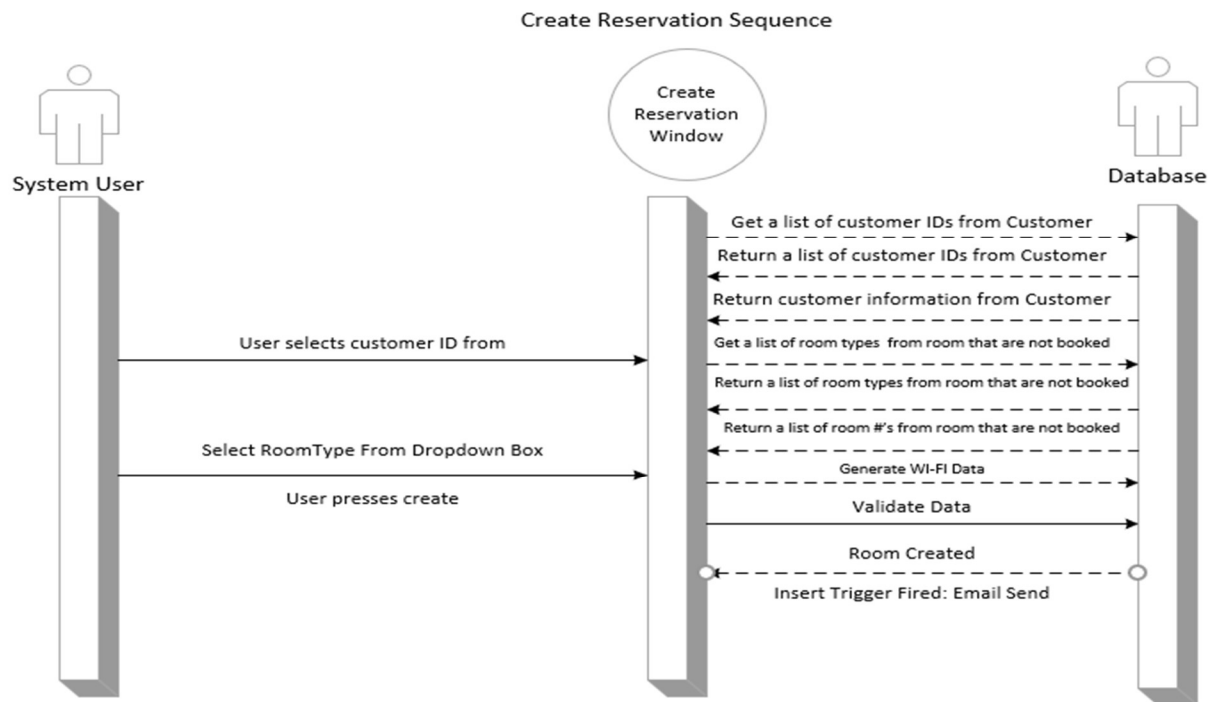 Create Reservation Sequence
Create
Reservation
Window
System User
Database
Get a list of customer IDs from Customer
Return a list of customer IDs from Customer
Return customer information from Customer
User selects customer ID from
Get a list of room types from room that are not booked
Return a list of room types from room that are not booked
Return a list of room #'s from room that are not booked
Select RoomType From Dropdown Box
Generate WI-FI Data
User presses create
Validate Data
Room Created
Insert Trigger Fired: Email Send